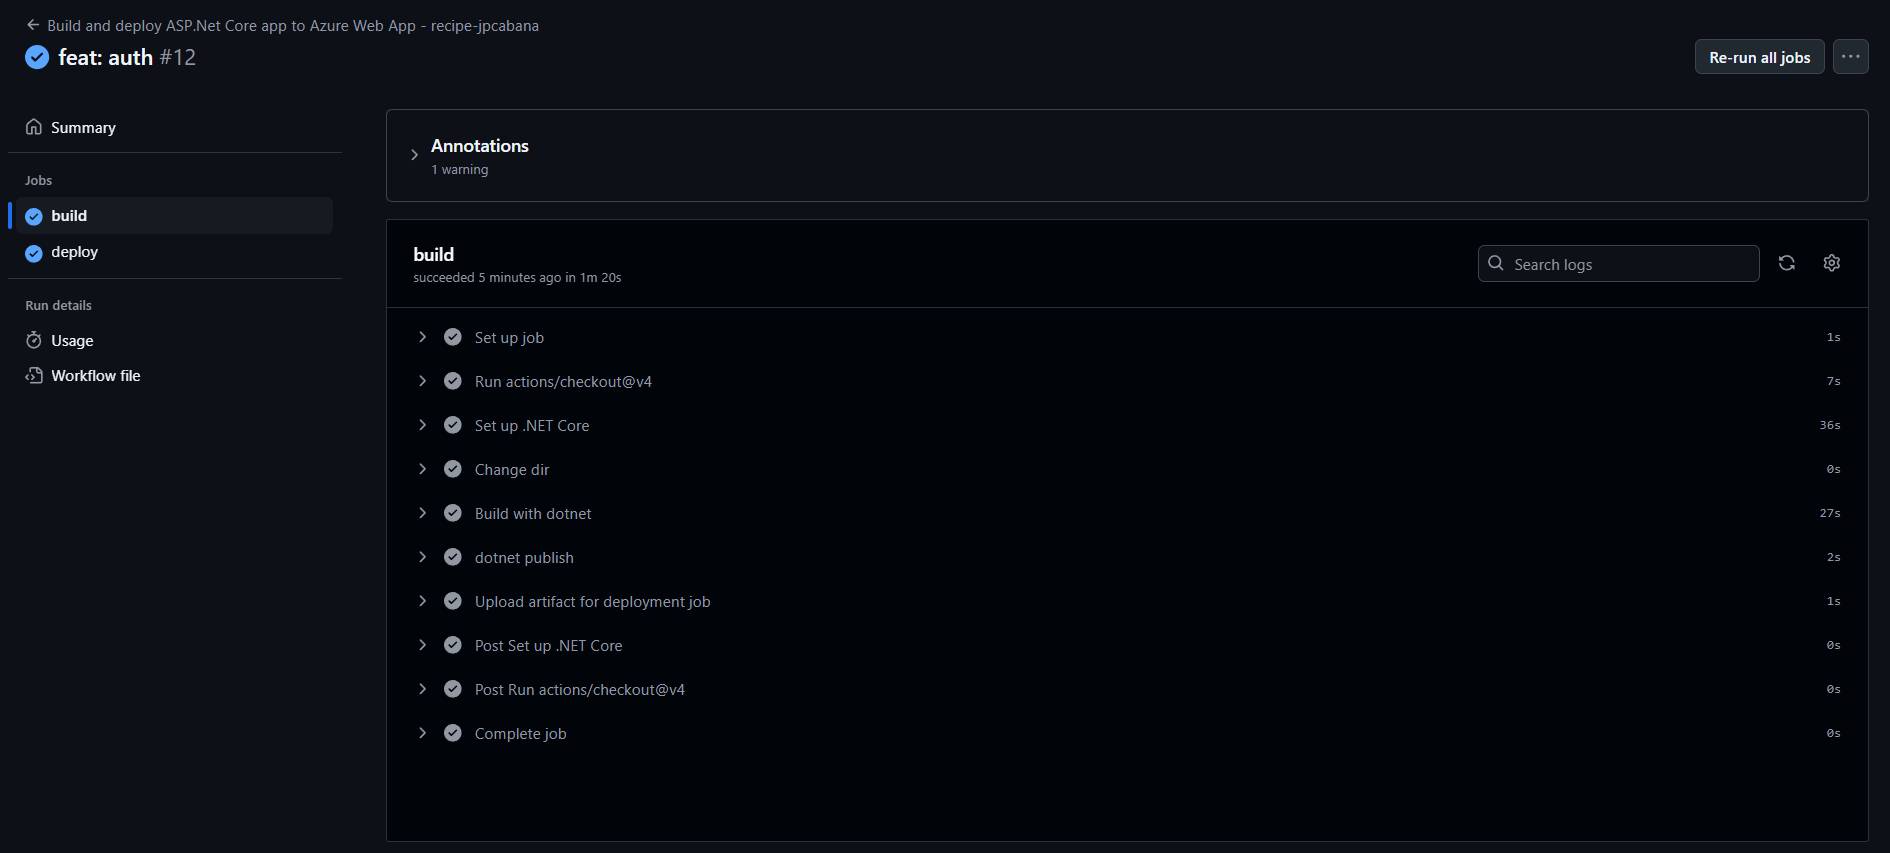 Build and deploy ASP.Net Core app to Azure Web App - recipe-jpcabana
feat: auth #12
Re-run all jobs
Summary
Jobs
build
deploy
Run details
Usage
Workflow file
Annotations
1 warning
build
succeeded 5 minutes ago in 1m 20s
Search logs
Set up job 1s
Run actions/checkout@v4 7s
Set up .NET Core 36s
Change dir 0s
Build with dotnet 27s
dotnet publish 2s
Upload artifact for deployment job 1s
Post Set up .NET Core 0s
Post Run actions/checkout@v4 0s
Complete job 0s